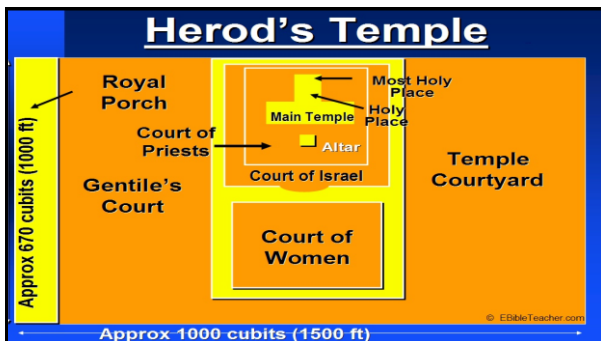 Herod's Temple
Royal
Porch
Most Holy
Place
Holy
Place
Main Temple
Court of
Priests
Altar
Court of Israel
Gentile's
Court
Temple
Courtyard
Court of
Women
Approx 670 cubits (1000 ft)
© EBibleTeacher.com
Approx 1000 cubits (1500 ft)